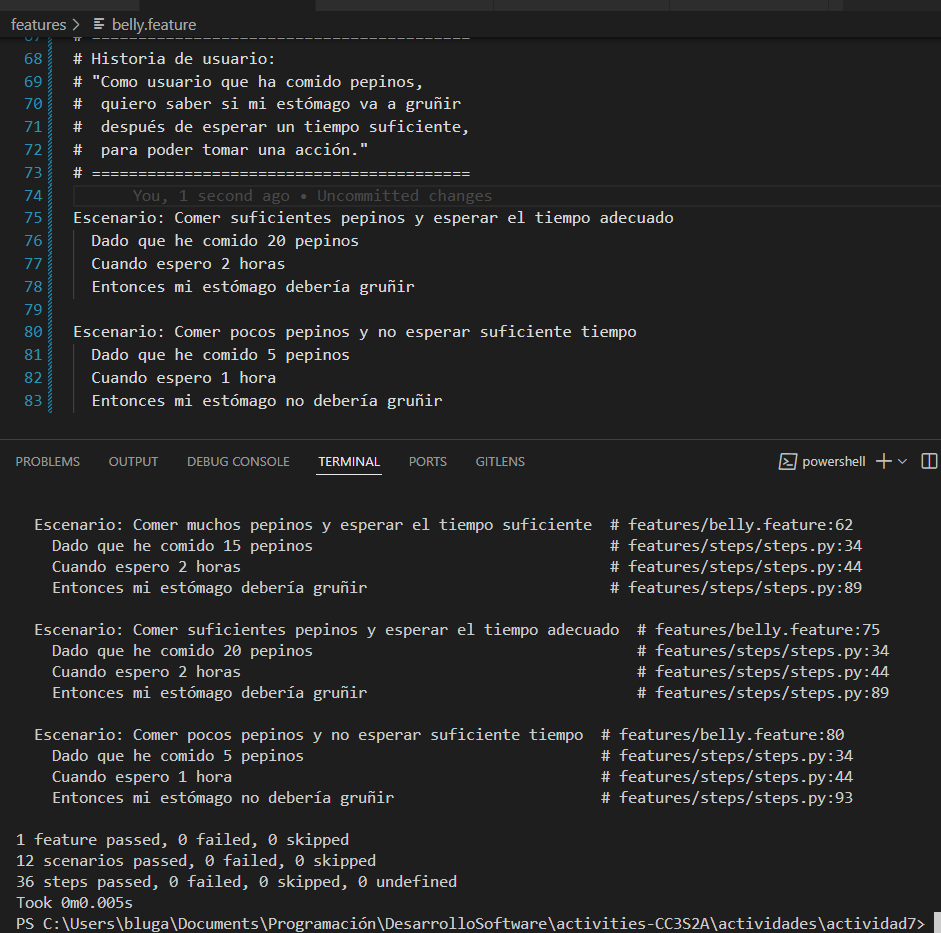 features > belly.feature
67 # =========================================
68 # Historia de usuario:
69 # "Como usuario que ha comido pepinos,
70 #  quiero saber si mi estómago va a gruñir
71 #  después de esperar un tiempo suficiente,
72 #  para poder tomar una acción."
73 # =========================================
74 You, 1 second ago • Uncommitted changes
75 Escenario: Comer suficientes pepinos y esperar el tiempo adecuado
76   Dado que he comido 20 pepinos
77   Cuando espero 2 horas
78   Entonces mi estómago debería gruñir
79
80 Escenario: Comer pocos pepinos y no esperar suficiente tiempo
81   Dado que he comido 5 pepinos
82   Cuando espero 1 hora
83   Entonces mi estómago no debería gruñir
PROBLEMS OUTPUT DEBUG CONSOLE TERMINAL PORTS GITLENS powershell
Escenario: Comer muchos pepinos y esperar el tiempo suficiente  # features/belly.feature:62
  Dado que he comido 15 pepinos  # features/steps/steps.py:34
  Cuando espero 2 horas  # features/steps/steps.py:44
  Entonces mi estómago debería gruñir  # features/steps/steps.py:89
Escenario: Comer suficientes pepinos y esperar el tiempo adecuado  # features/belly.feature:75
  Dado que he comido 20 pepinos  # features/steps/steps.py:34
  Cuando espero 2 horas  # features/steps/steps.py:44
  Entonces mi estómago debería gruñir  # features/steps/steps.py:89
Escenario: Comer pocos pepinos y no esperar suficiente tiempo  # features/belly.feature:80
  Dado que he comido 5 pepinos  # features/steps/steps.py:34
  Cuando espero 1 hora  # features/steps/steps.py:44
  Entonces mi estómago no debería gruñir  # features/steps/steps.py:93
1 feature passed, 0 failed, 0 skipped
12 scenarios passed, 0 failed, 0 skipped
36 steps passed, 0 failed, 0 skipped, 0 undefined
Took 0m0.005s
PS C:\Users\bluga\Documents\Programación\DesarrolloSoftware\activities-CC3S2A\actividades\actividad7>